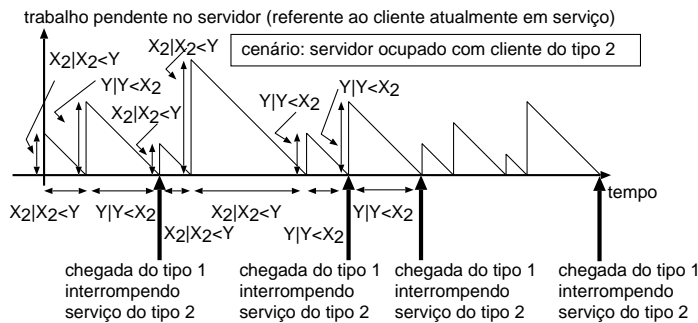 trabalho pendente no servidor (referente ao cliente atualmente em serviço)
cenário: servidor ocupado com cliente do tipo 2
X2|X2<Y
X2|X2<Y
Y|Y<X2
X2|X2<Y
Y|Y<X2
Y|Y<X2
tempo
X2|X2<Y
Y|Y<X2
X2|X2<Y
Y|Y<X2
X2|X2<Y
Y|Y<X2
chegada do tipo 1
interrompendo
serviço do tipo 2
chegada do tipo 1
interrompendo
serviço do tipo 2
chegada do tipo 1
interrompendo
serviço do tipo 2
chegada do tipo 1
interrompendo
serviço do tipo 2